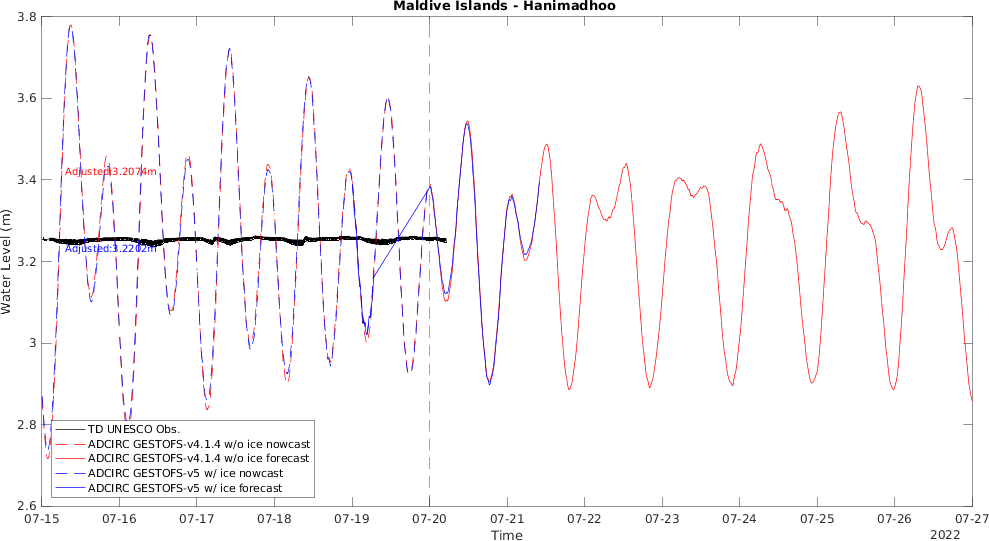 Maldive Islands - Hanimadhoo
Water Level (m)
3.8
3.6
3.4
3.2
3
2.8
2.6
Adjusted:3.2074m
Adjusted:3.2202m
TD UNESCO Obs.
ADCIRC GESTOFS-v4.1.4 w/o ice nowcast
ADCIRC GESTOFS-v4.1.4 w/o ice forecast
ADCIRC GESTOFS-v5 w/ ice nowcast
ADCIRC GESTOFS-v5 w/ ice forecast
07-15 07-16 07-17 07-18 07-19 07-20 07-21 07-22 07-23 07-24 07-25 07-26 07-27
Time
2022